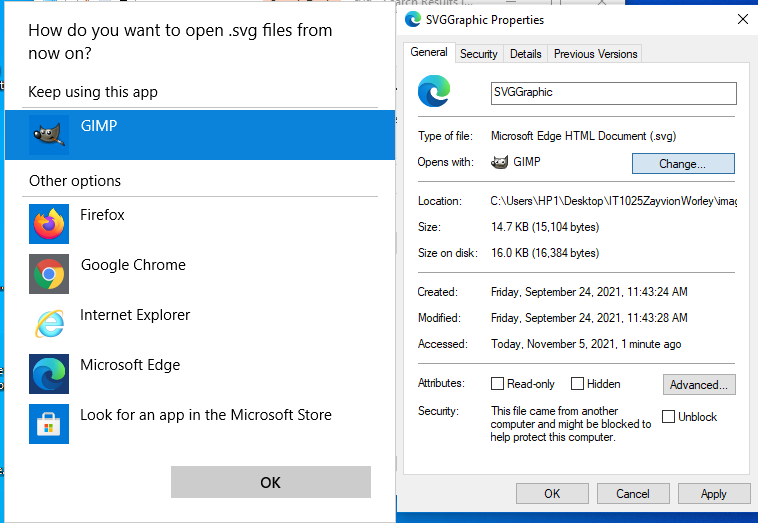 How do you want to open .svg files from
now on?
Keep using this app
GIMP
Other options
Firefox
Google Chrome
Internet Explorer
Microsoft Edge
Look for an app in the Microsoft Store
OK
SVGGraphic Properties
General Security Details Previous Versions
SVGGraphic
Type of file: Microsoft Edge HTML Document (.svg)
Opens with: GIMP Change...
Location: C:\Users\HP1\Desktop\IT1025ZayvionWorley\imag
Size: 14.7 KB (15,104 bytes)
Size on disk: 16.0 KB (16,384 bytes)
Created: Friday, September 24, 2021, 11:43:24 AM
Modified: Friday, September 24, 2021, 11:43:28 AM
Accessed: Today, November 5, 2021, 1 minute ago
Attributes: Read-only Hidden Advanced...
Security: This file came from another
computer and might be blocked to
help protect this computer.
Unblock
OK Cancel Apply